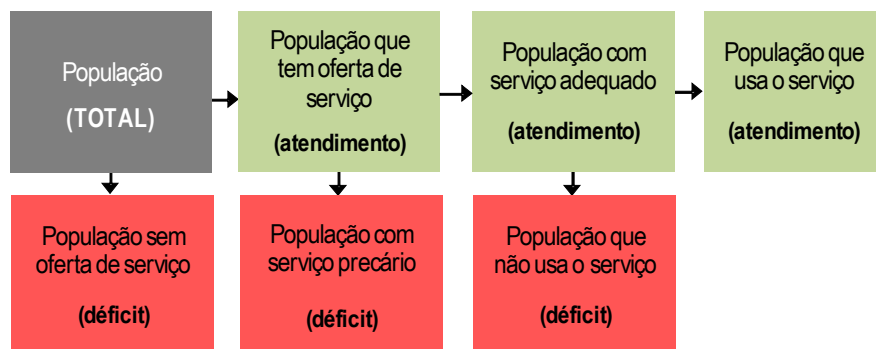 População
(TOTAL)
População que
tem oferta de
serviço
(atendimento)
População com
serviço adequado
(atendimento)
População que
usa o serviço
(atendimento)
População sem
oferta de serviço
(déficit)
População com
serviço precário
(déficit)
População que
não usa o serviço
(déficit)